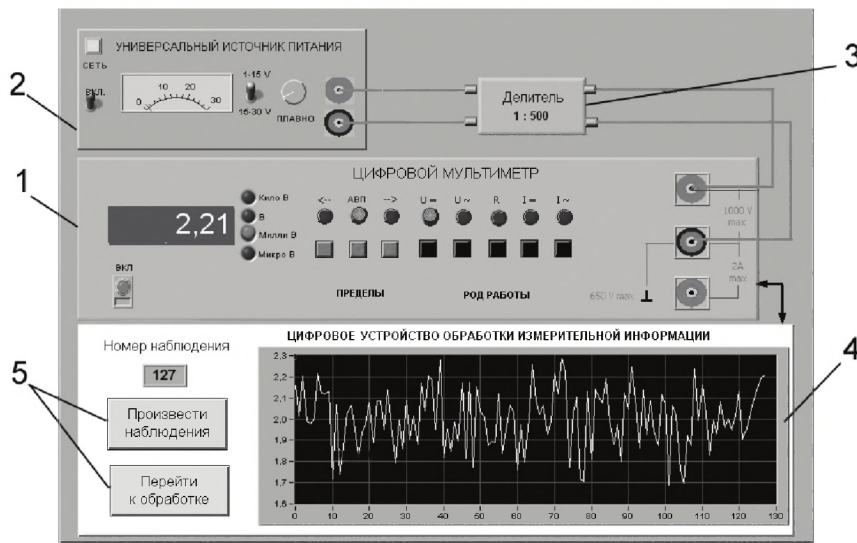 УНИВЕРСАЛЬНЫЙ ИСТОЧНИК ПИТАНИЯ
СЕТЬ
ВКЛ.
0 10 20 30
1-15 V
15-30 V
ПЛАВНО
Делитель
1 : 500
3
2
1
ЦИФРОВОЙ МУЛЬТИМЕТР
2,21
Кило В
В
Милли В
Микро В
<-- АВП --> U = U ~ R I = I ~
ВКЛ
ПРЕДЕЛЫ
РОД РАБОТЫ
1000 V
max
2A
max
650 V max
ЦИФРОВОЕ УСТРОЙСТВО ОБРАБОТКИ ИЗМЕРИТЕЛЬНОЙ ИНФОРМАЦИИ
Номер наблюдения
127
Произвести
наблюдения
Перейти
к обработке
5
4
2,3
2,2
2,1
2,0
1,9
1,8
1,7
1,6
0 10 20 30 40 50 60 70 80 90 100 110 120 130